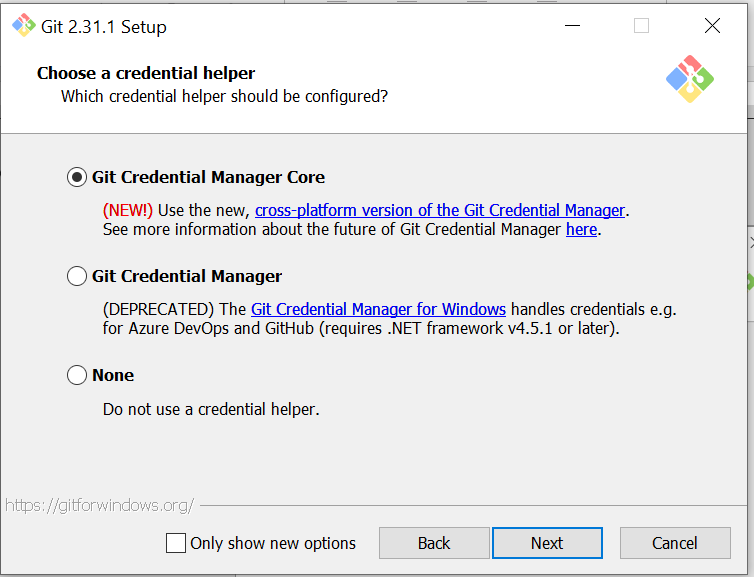 Git 2.31.1 Setup
Choose a credential helper
Which credential helper should be configured?
Git Credential Manager Core
(NEW!) Use the new, cross-platform version of the Git Credential Manager.
See more information about the future of Git Credential Manager here.
Git Credential Manager
(DEPRECATED) The Git Credential Manager for Windows handles credentials e.g.
for Azure DevOps and GitHub (requires .NET framework v4.5.1 or later).
None
Do not use a credential helper.
https://gitforwindows.org/
Only show new options
Back
Next
Cancel